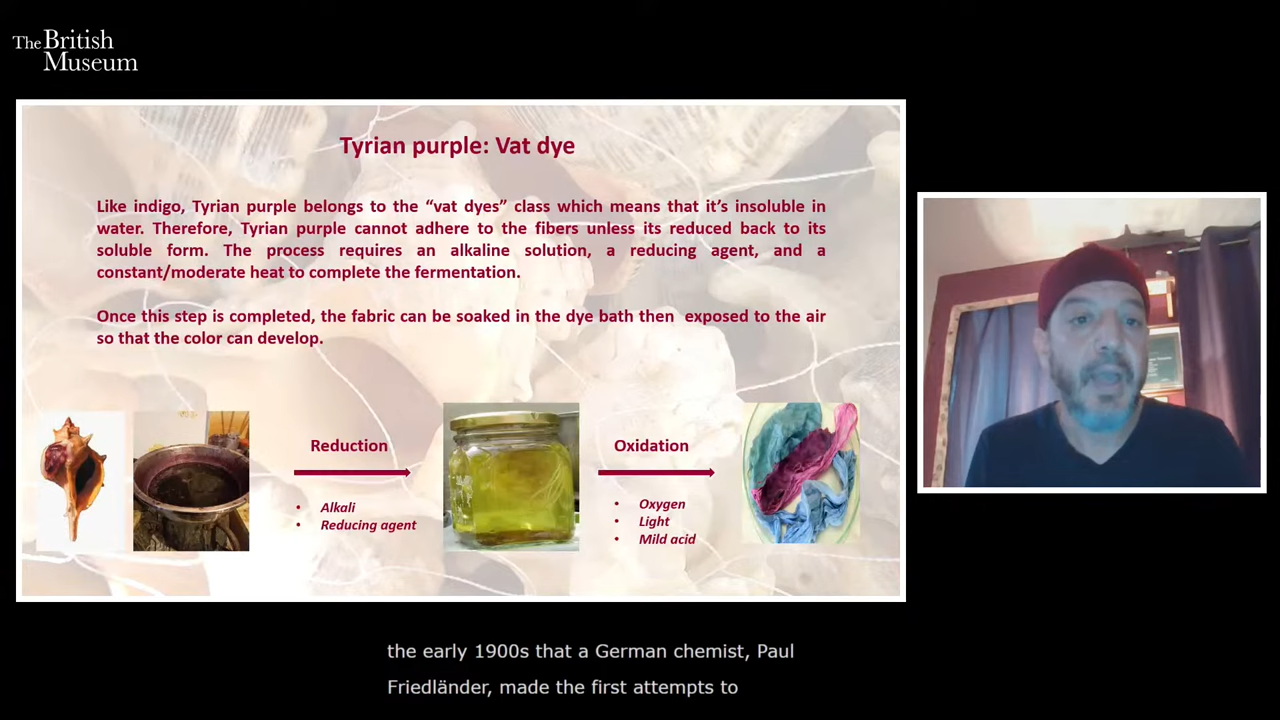 The British
Museum
Tyrian purple: Vat dye
Like indigo, Tyrian purple belongs to the “vat dyes” class which means that it’s insoluble in
water. Therefore, Tyrian purple cannot adhere to the fibers unless its reduced back to its
soluble form. The process requires an alkaline solution, a reducing agent, and a
constant/moderate heat to complete the fermentation.
Once this step is completed, the fabric can be soaked in the dye bath then exposed to the air
so that the color can develop.
Reduction
• Alkali
• Reducing agent
Oxidation
• Oxygen
• Light
• Mild acid
the early 1900s that a German chemist, Paul
Friedländer, made the first attempts to